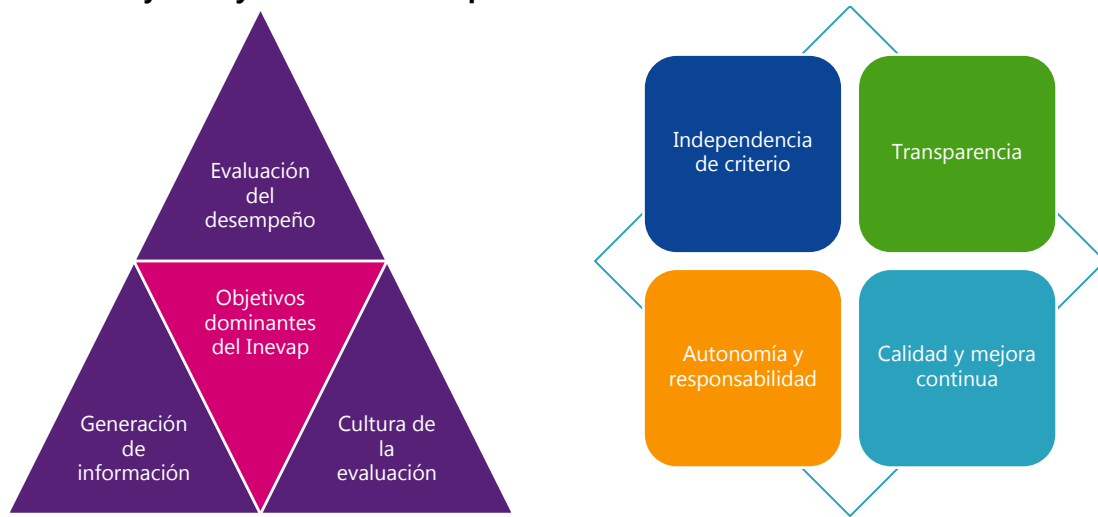 Evaluación
del
desempeño
Objetivos
dominantes
del Inevap
Generación
de
información
Cultura de
la
evaluación
Independencia
de criterio
Transparencia
Autonomía y
responsabilidad
Calidad y mejora
continua